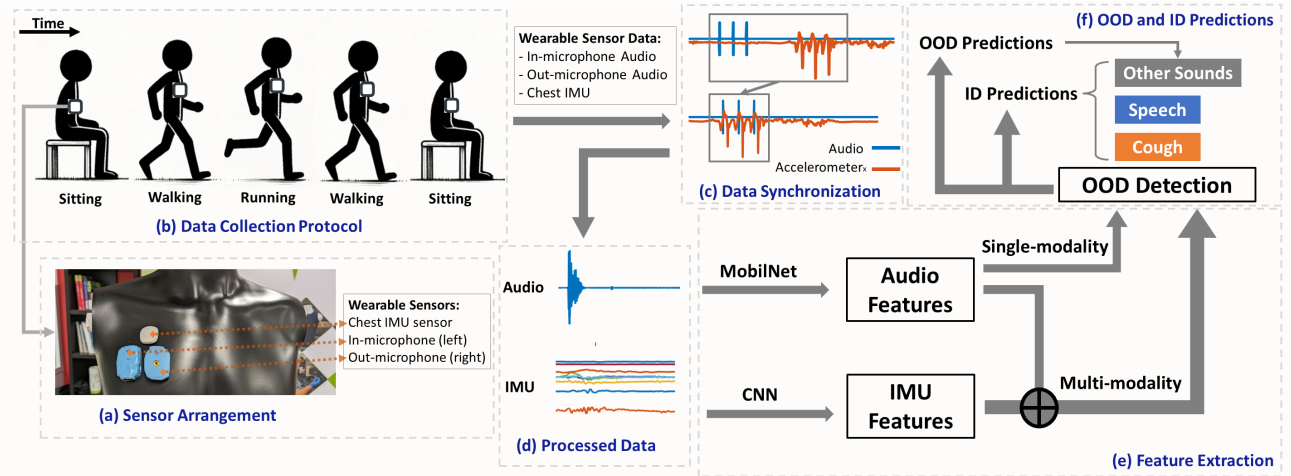 Time
Sitting
Walking
Running
Walking
Sitting
(b) Data Collection Protocol
Wearable Sensor Data:
- In-microphone Audio
- Out-microphone Audio
- Chest IMU
Audio
Accelerometerx
(c) Data Synchronization
(f) OOD and ID Predictions
OOD Predictions
ID Predictions
Other Sounds
Speech
Cough
OOD Detection
Wearable Sensors:
Chest IMU sensor
In-microphone (left)
Out-microphone (right)
(a) Sensor Arrangement
Audio
IMU
(d) Processed Data
MobilNet
Audio
Features
Single-modality
CNN
IMU
Features
Multi-modality
(e) Feature Extraction